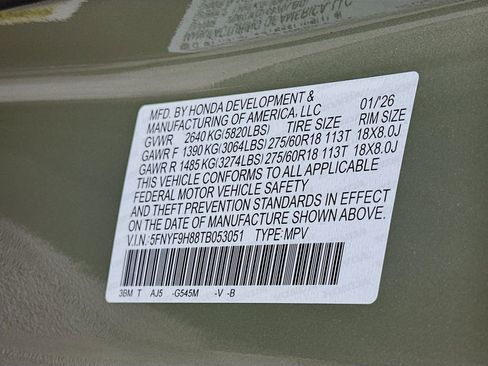 MFD. BY HONDA DEVELOPMENT &
MANUFACTURING OF AMERICA, LLC 01/'26
GVWR 2640 KG(5820LBS) TIRE SIZE RIM SIZE
GAWR F 1390 KG(3064LBS) 275/60R18 113T 18X8.0J
GAWR R 1485 KG(3274LBS) 275/60R18 113T 18X8.0J
THIS VEHICLE CONFORMS TO ALL APPLICABLE
FEDERAL MOTOR VEHICLE SAFETY
AND THEFT PREVENTION STANDARDS IN EFFECT
ON THE DATE OF MANUFACTURE SHOWN ABOVE.
V.I.N.: 5FNYF9H88TB053051 TYPE:MPV
3BM T AJ5 -G545M -V -B